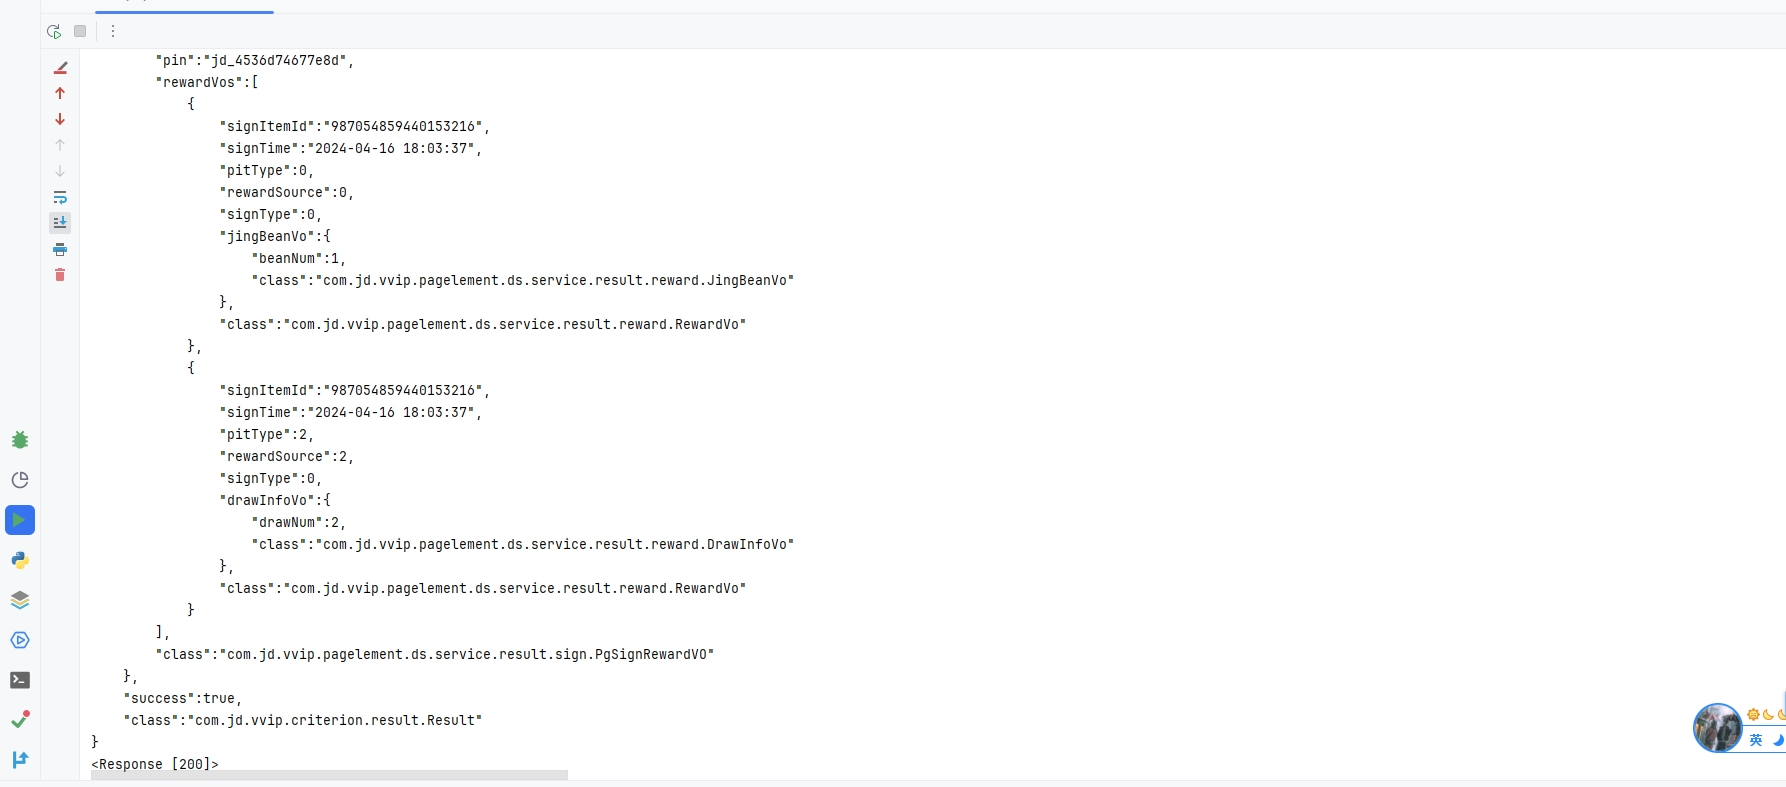 "pin":"jd_4536d74677e8d",
"rewardVos":[
{
"signItemId":"987054859440153216",
"signTime":"2024-04-16 18:03:37",
"pitType":0,
"rewardSource":0,
"signType":0,
"jingBeanVo":{
"beanNum":1,
"class":"com.jd.vvip.pagelement.ds.service.result.reward.JingBeanVo"
},
"class":"com.jd.vvip.pagelement.ds.service.result.reward.RewardVo"
},
{
"signItemId":"987054859440153216",
"signTime":"2024-04-16 18:03:37",
"pitType":2,
"rewardSource":2,
"signType":0,
"drawInfoVo":{
"drawNum":2,
"class":"com.jd.vvip.pagelement.ds.service.result.reward.DrawInfoVo"
},
"class":"com.jd.vvip.pagelement.ds.service.result.reward.RewardVo"
}
],
"class":"com.jd.vvip.pagelement.ds.service.result.sign.PgSignRewardVO"
},
"success":true,
"class":"com.jd.vvip.criterion.result.Result"
}
<Response [200]>
英